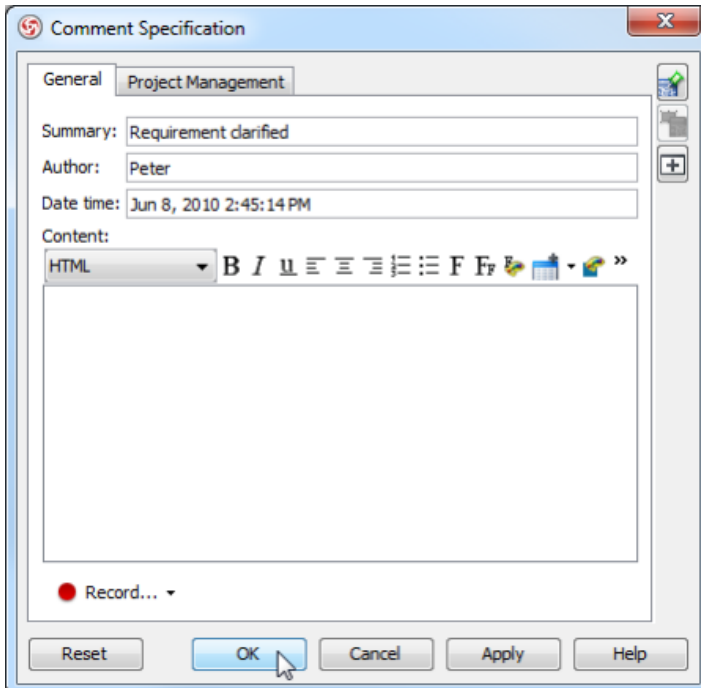 Comment Specification
General Project Management
Summary: Requirement clarified
Author: Peter
Date time: Jun 8, 2010 2:45:14 PM
Content:
HTML B I u F FF »
Record...
Reset OK Cancel Apply Help